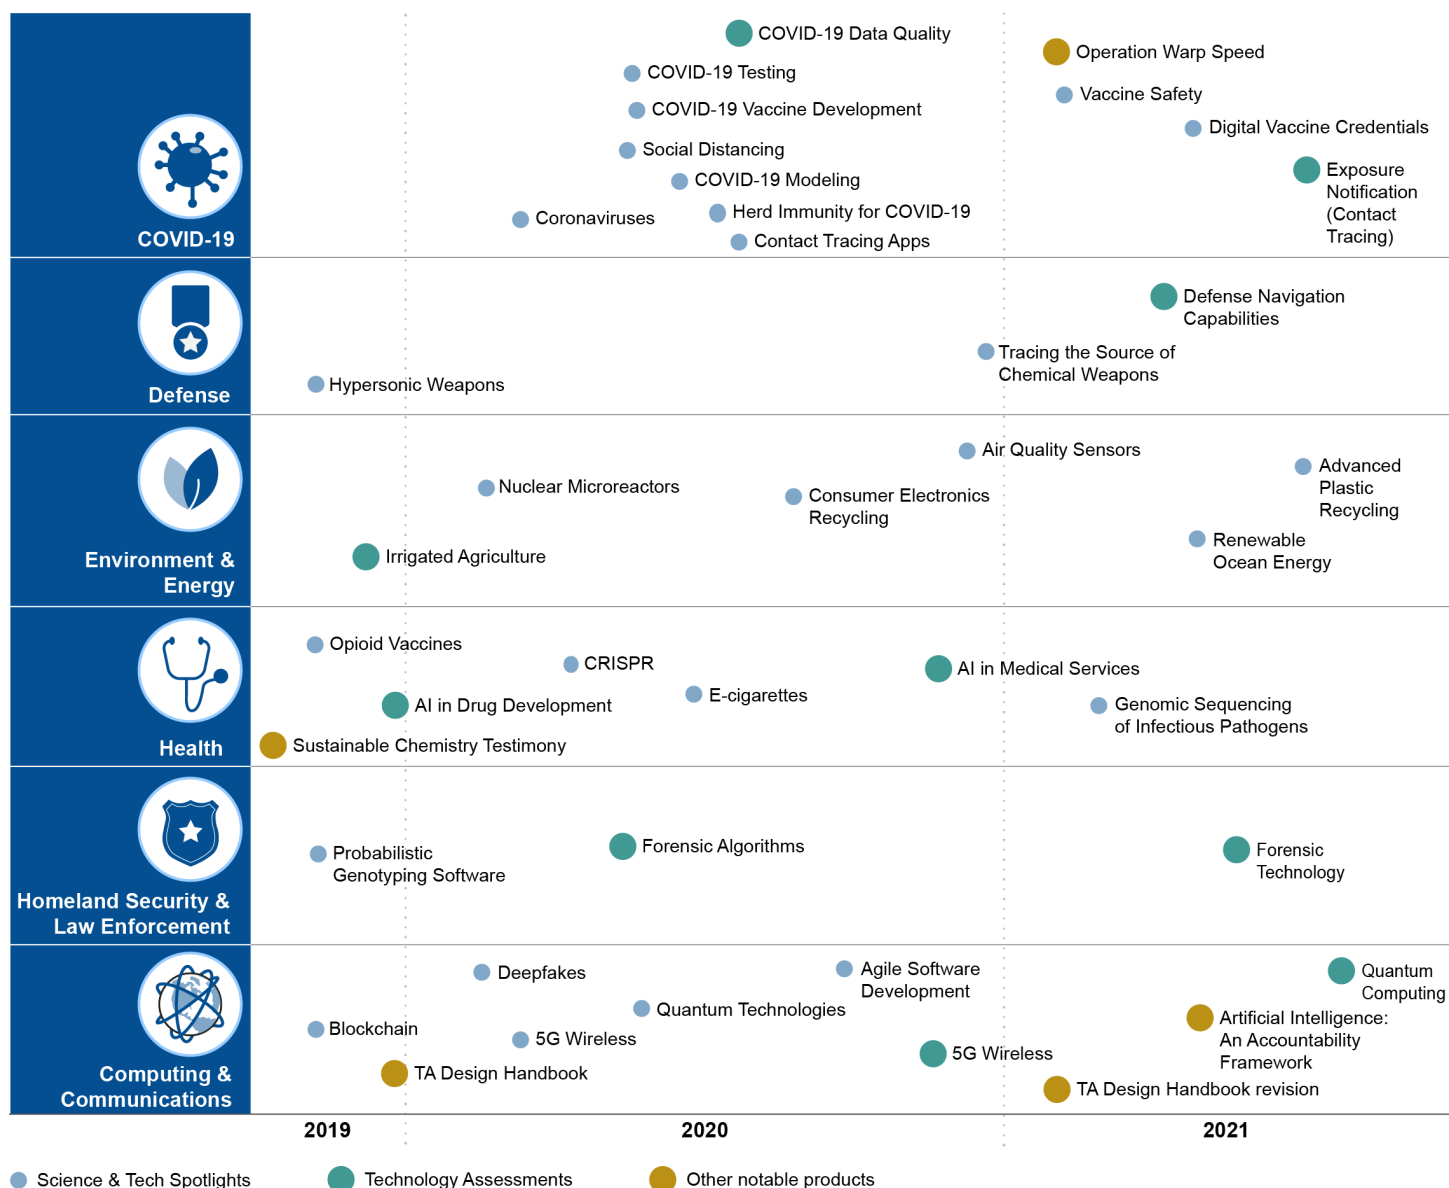 COVID-19 Data Quality
COVID-19 Testing
COVID-19 Vaccine Development
Social Distancing
COVID-19 Modeling
Herd Immunity for COVID-19
Coronaviruses
Contact Tracing Apps
Operation Warp Speed
Vaccine Safety
Digital Vaccine Credentials
Exposure
Notification
(Contact
Tracing)
COVID-19
Defense Navigation
Capabilities
Tracing the Source of
Chemical Weapons
Hypersonic Weapons
Defense
Air Quality Sensors
Nuclear Microreactors
Consumer Electronics
Recycling
Advanced
Plastic
Recycling
Irrigated Agriculture
Renewable
Ocean Energy
Environment &
Energy
Opioid Vaccines
CRISPR
AI in Medical Services
E-cigarettes
AI in Drug Development
Genomic Sequencing
of Infectious Pathogens
Sustainable Chemistry Testimony
Health
Probabilistic
Genotyping Software
Forensic Algorithms
Forensic
Technology
Homeland Security &
Law Enforcement
Deepfakes
Agile Software
Development
Quantum
Computing
Quantum Technologies
Blockchain
5G Wireless
5G Wireless
Artificial Intelligence:
An Accountability
Framework
TA Design Handbook
TA Design Handbook revision
Computing &
Communications
2019
2020
2021
Science & Tech Spotlights
Technology Assessments
Other notable products